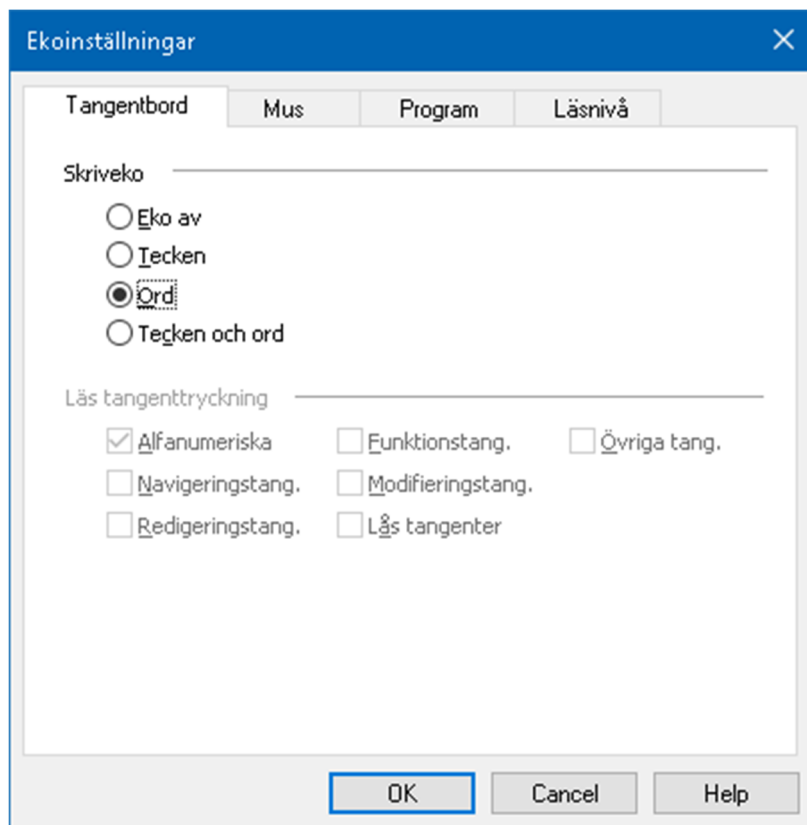 Ekoinställningar
Tangentbord Mus Program Läsnivå
Skriveko
Eko av
Tecken
Ord
Tecken och ord
Läs tangenttryckning
Alfanumeriska Funktionstang. Övriga tang.
Navigeringstang. Modifieringstang.
Redigeringstang. Lås tangenter
OK Cancel Help